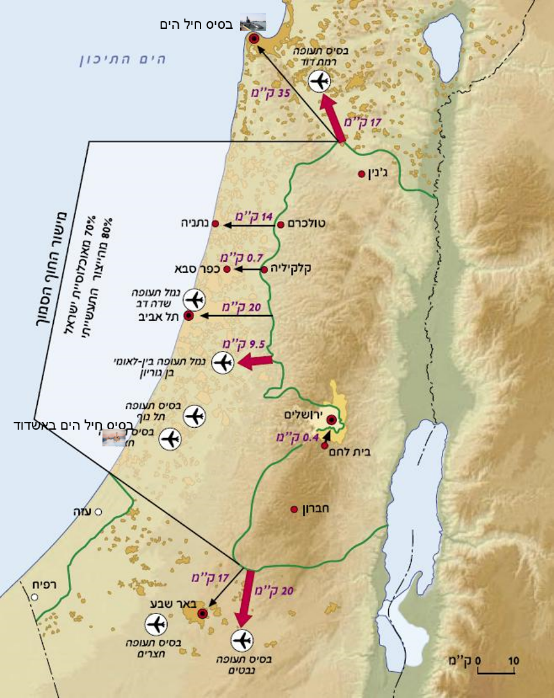 בסיס חיל הים
הים התיכון
בסיס תעופה
רמת דוד
35 ק"מ
17 ק"מ
ג'נין
מישור החוף הסמוך
70% מאוכלוסיית ישראל
80% מהייצור התעשייתי
14 ק"מ
נתניה
טולכרם
0.7 ק"מ
כפר סבא
קלקיליה
נמל תעופה
שדה דב
תל אביב
20 ק"מ
9.5 ק"מ
נמל תעופה בין-לאומי
בן גוריון
בסיס תעופה
תל נוף
ירושלים
בסיס חיל הים באשדוד
בסיס
חצ
0.4 ק"מ
בית לחם
חברון
עזה
רפיח
17 ק"מ
20 ק"מ
באר שבע
בסיס תעופה
חצרים
בסיס תעופה
נבטים
ק"מ
0 10